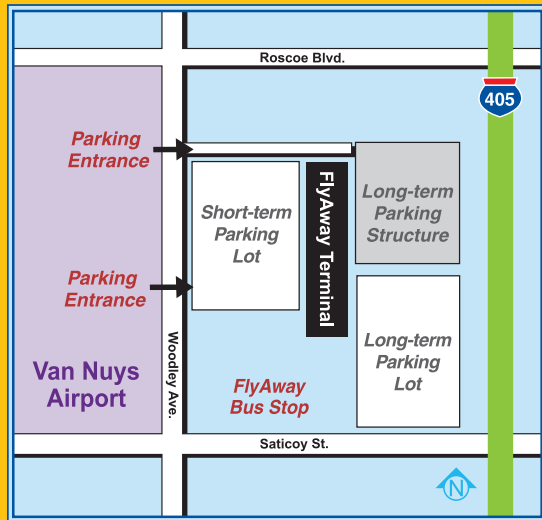 Roscoe Blvd.
405
Parking
Entrance
FlyAway Terminal
Long-term
Parking
Structure
Short-term
Parking
Lot
Parking
Entrance
Woodley Ave.
Long-term
Parking
Lot
Van Nuys
Airport
FlyAway
Bus Stop
Saticoy St.
N